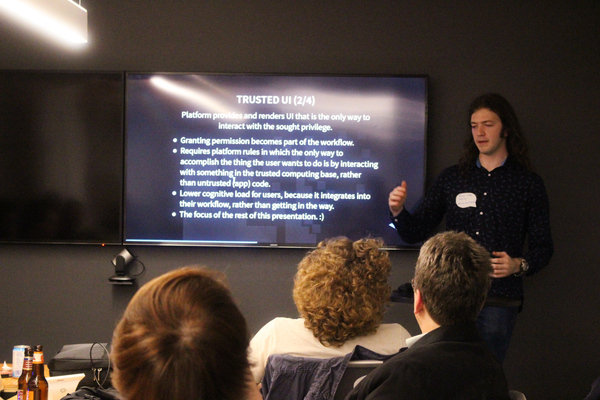 TRUSTED UI (2/4)
Platform provides and renders UI that is the only way to
interact with the sought privilege.
• Granting permission becomes part of the workflow.
• Requires platform rules in which the only way to
accomplish the thing the user wants to do is by interacting
with something in the trusted computing base, rather
than untrusted (app) code.
• Lower cognitive load for users, because it integrates into
their workflow, rather than getting in the way.
• The focus of the rest of this presentation. :)